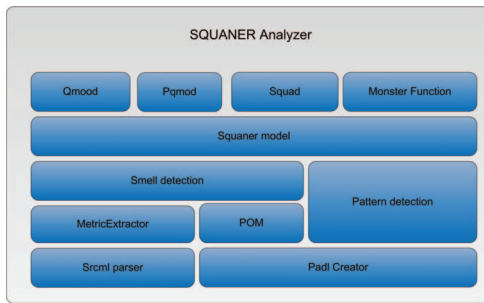 SQUANER Analyzer
Qmood
Pqmod
Squad
Monster Function
Squaner model
Smell detection
Pattern detection
MetricExtractor
POM
Srcml parser
Padl Creator